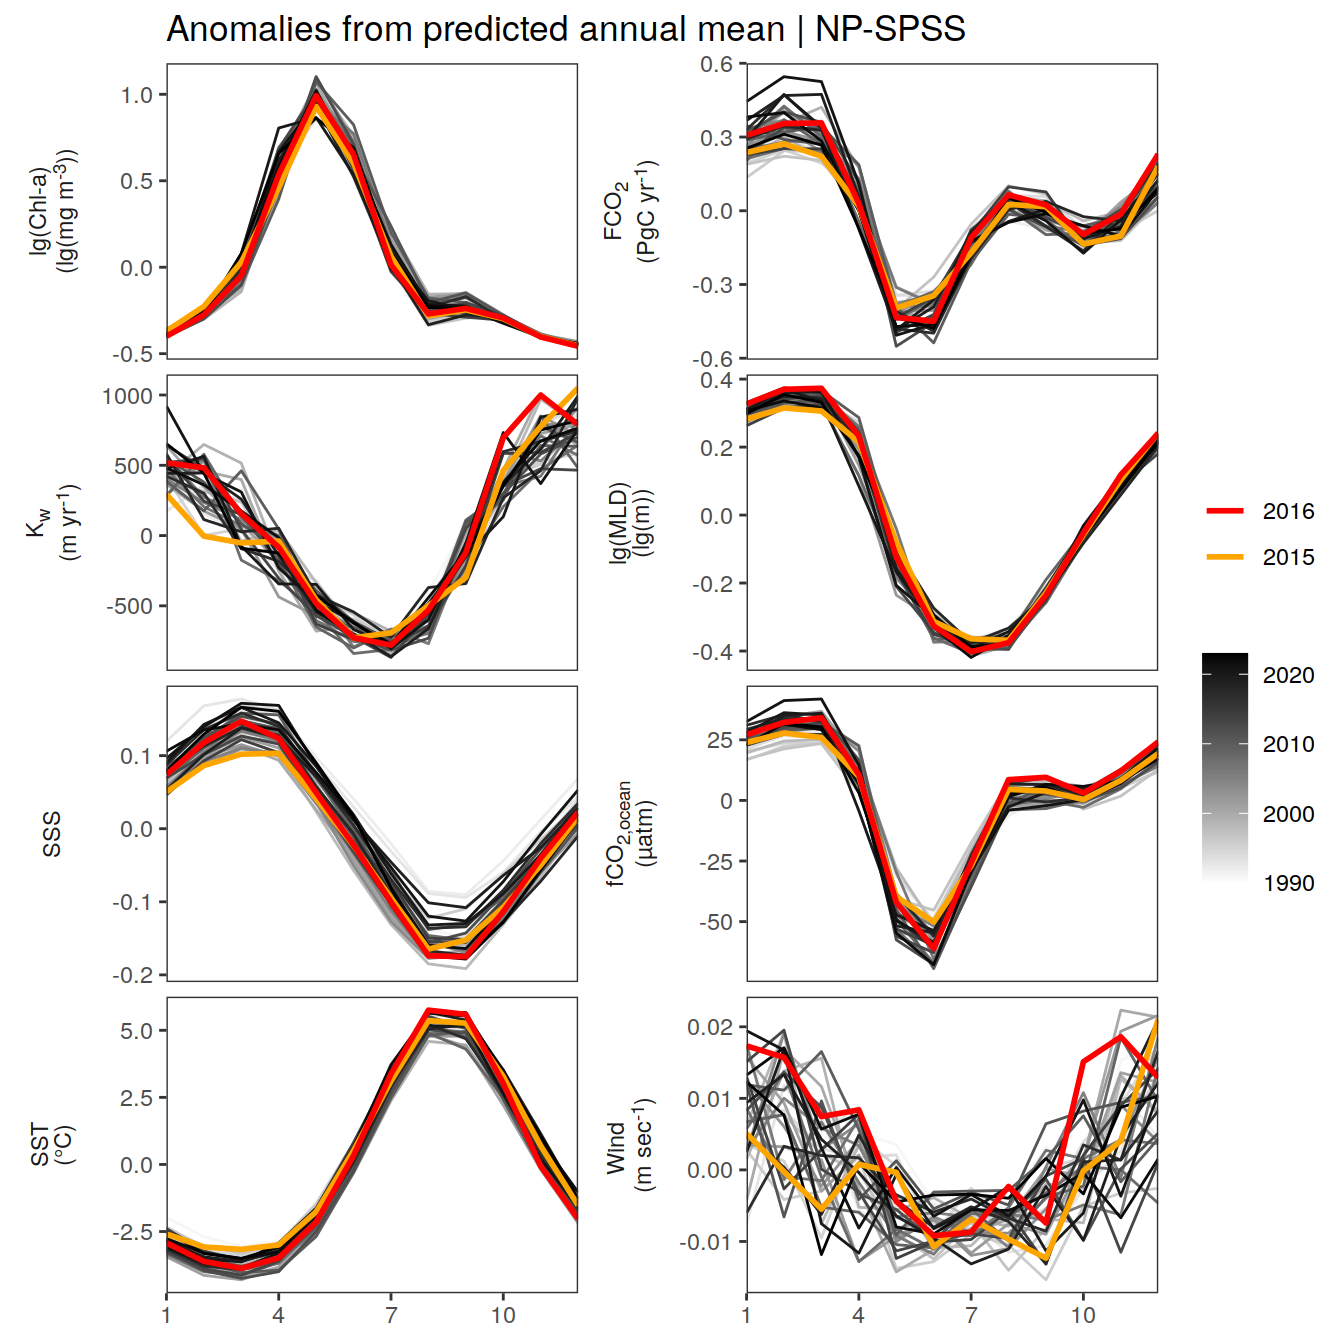 Anomalies from predicted annual mean | NP-SPSS
lg(Chl-a)
(lg(mg m⁻³))
1.0
0.5
0.0
-0.5
FCO₂
(PgC yr⁻¹)
0.6
0.3
0.0
-0.3
-0.6
K_w
(m yr⁻¹)
1000
500
0
-500
lg(MLD)
(lg(m))
0.4
0.2
0.0
-0.2
-0.4
SSS
0.1
0.0
-0.1
-0.2
fCO₂,ocean
(µatm)
25
0
-25
-50
SST
(°C)
5.0
2.5
0.0
-2.5
1 4 7 10
Wind
(m sec⁻¹)
0.02
0.01
0.00
-0.01
1 4 7 10
2016
2015
2020
2010
2000
1990